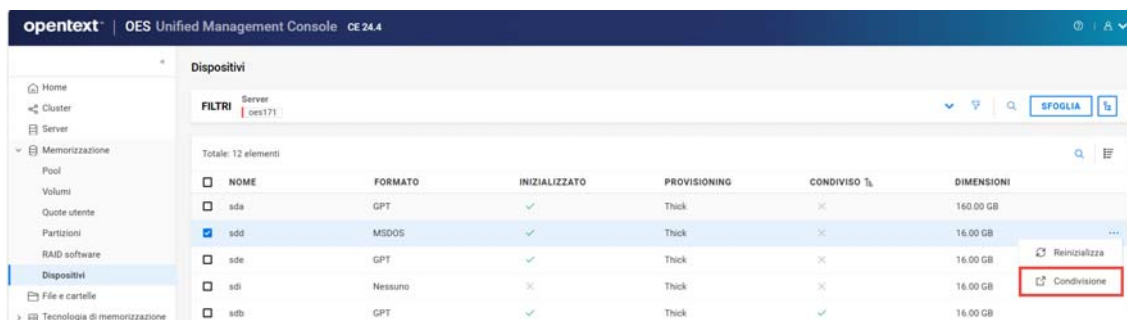 opentext™ | OES Unified Management Console CE 24.4
Dispositivi
Home
Cluster
Server
Memorizzazione
Pool
Volumi
Quote utente
Partizioni
RAID software
Dispositivi
File e cartelle
Tecnologia di memorizzazione
FILTRI Server oes171 SFOGLIA
Totale: 12 elementi
NOME FORMATO INIZIALIZZATO PROVISIONING CONDIVISO DIMENSIONI
sda GPT Thick 160.00 GB
sdd MSDOS Thick 16.00 GB
sde GPT Thick 16.00 GB
sdi Nessuno Thick 16.00 GB
sdb GPT Thick 16.00 GB
Reinizializza
Condivisione